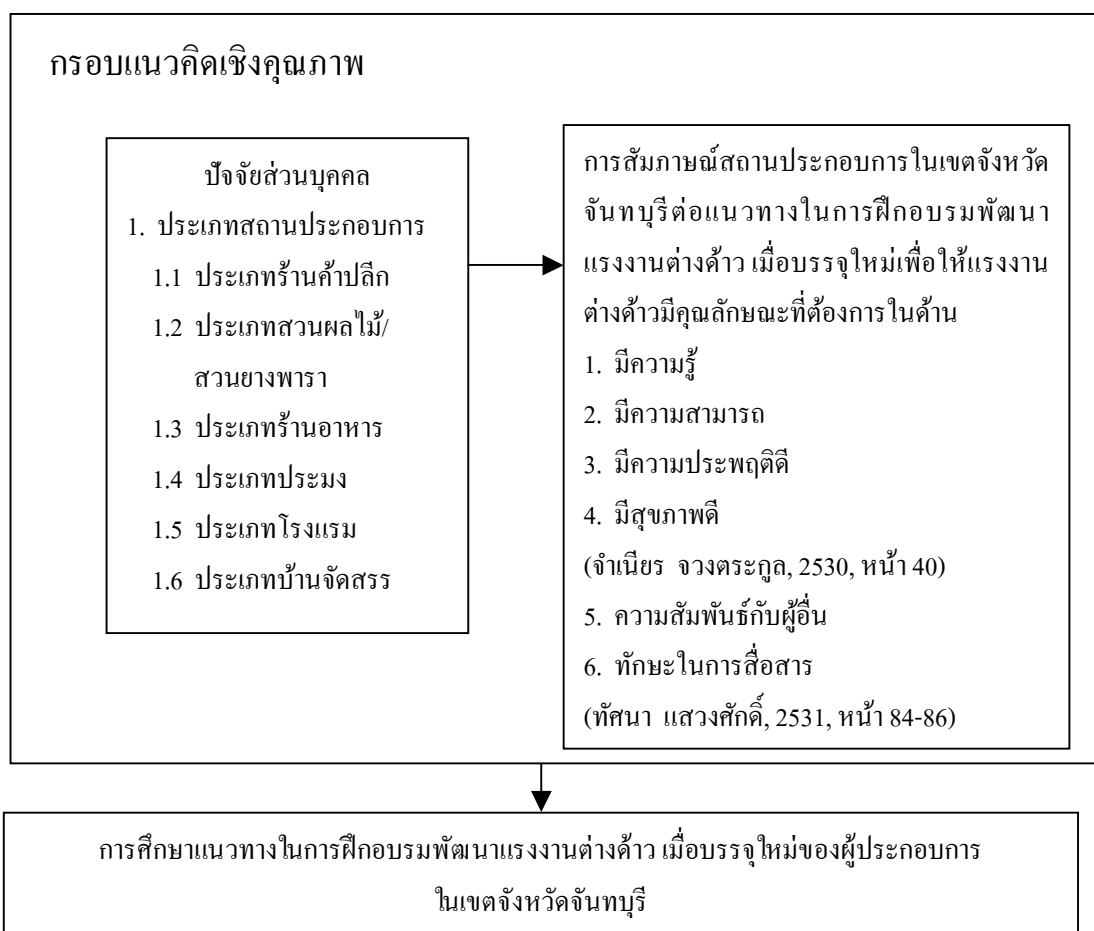 กรอบแนวคิดเชิงคุณภาพ
ปัจจัยส่วนบุคคล
1. ประเภทสถานประกอบการ
1.1 ประเภทร้านค้าปลีก
1.2 ประเภทสวนผลไม้/
สวนยางพารา
1.3 ประเภทร้านอาหาร
1.4 ประเภทประมง
1.5 ประเภทโรงแรม
1.6 ประเภทบ้านจัดสรร
การสัมภาษณ์สถานประกอบการในเขตจังหวัด
จันทบุรีต่อแนวทางในการฝึกอบรมพัฒนา
แรงงานต่างด้าว เมื่อบรรจุใหม่เพื่อให้แรงงาน
ต่างด้าวมีคุณลักษณะที่ต้องการในด้าน
1. มีความรู้
2. มีความสามารถ
3. มีความประพฤติดี
4. มีสุขภาพดี
(จำเนียร จวงตระกูล, 2530, หน้า 40)
5. ความสัมพันธ์กับผู้อื่น
6. ทักษะในการสื่อสาร
(ทัศนา แสวงศักดิ์, 2531, หน้า 84-86)
การศึกษาแนวทางในการฝึกอบรมพัฒนาแรงงานต่างด้าว เมื่อบรรจุใหม่ของผู้ประกอบการ
ในเขตจังหวัดจันทบุรี